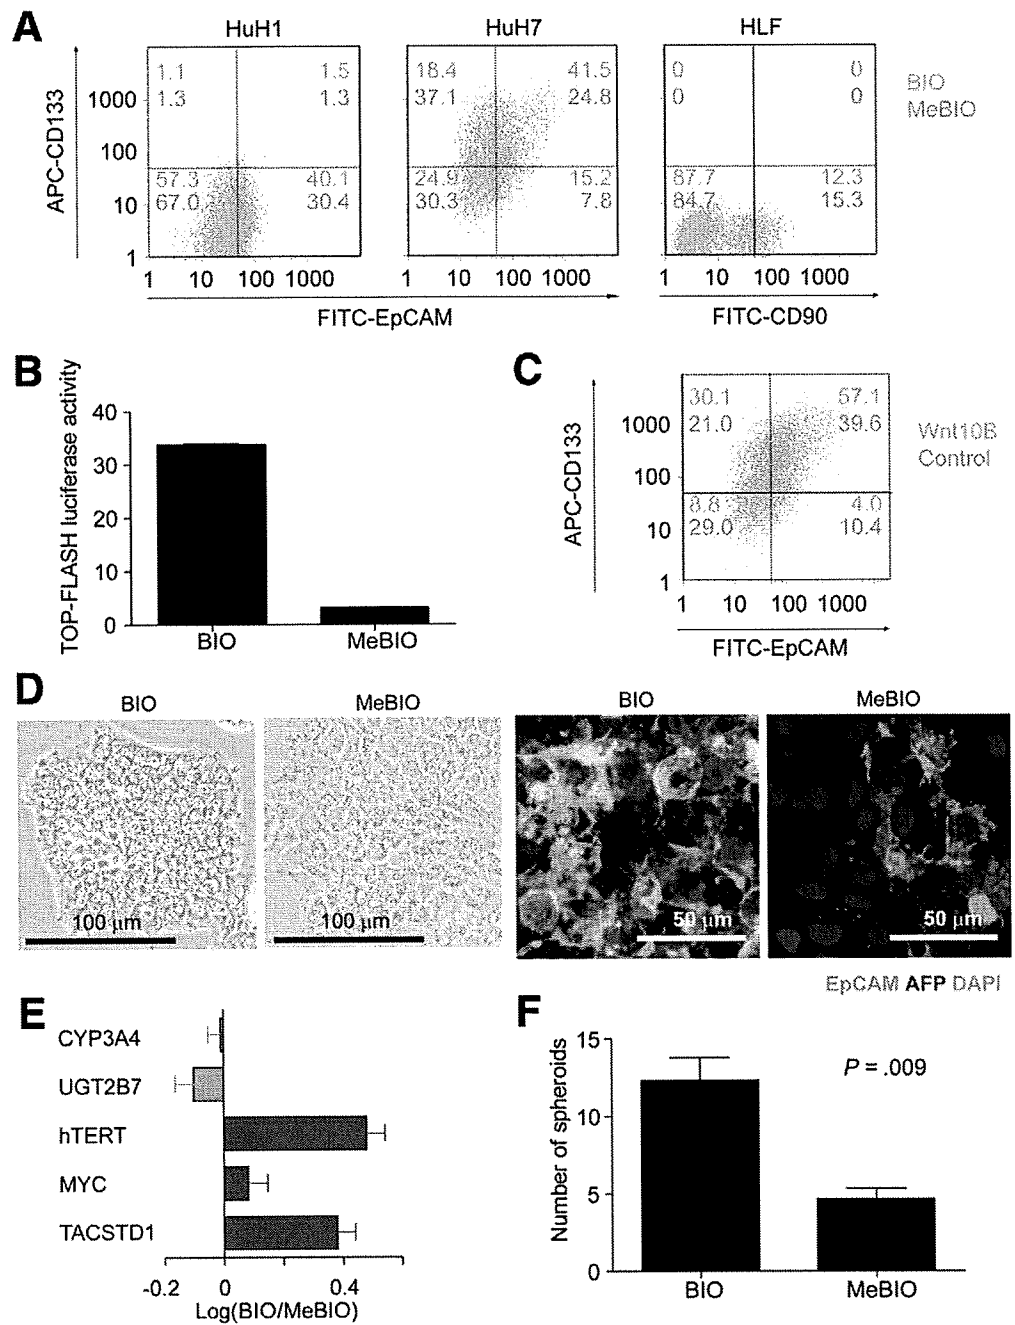 A
HuH1
HuH7
HLF
APC-CD133
1000
100
10
1
1.1 1.5
1.3 1.3
57.3 40.1
67.0 30.4
18.4 41.5
37.1 24.8
24.9 15.2
30.3 7.8
0 0
0 0
87.7 12.3
84.7 15.3
BIO
MeBIO
1 10 100 1000
1 10 100 1000
1 10 100 1000
FITC-EpCAM
FITC-CD90
B
TOP-FLASH luciferase activity
40
30
20
10
0
BIO
MeBIO
C
APC-CD133
1000
100
10
1
30.1 57.1
21.0 39.6
8.8 4.0
29.0 10.4
Wnt10B
Control
1 10 100 1000
FITC-EpCAM
D
BIO
MeBIO
BIO
MeBIO
100 μm
100 μm
50 μm
50 μm
EpCAM AFP DAPI
E
CYP3A4
UGT2B7
hTERT
MYC
TACSTD1
-0.2 0 0.4
Log(BIO/MeBIO)
F
Number of spheroids
15
10
5
0
P = .009
BIO
MeBIO